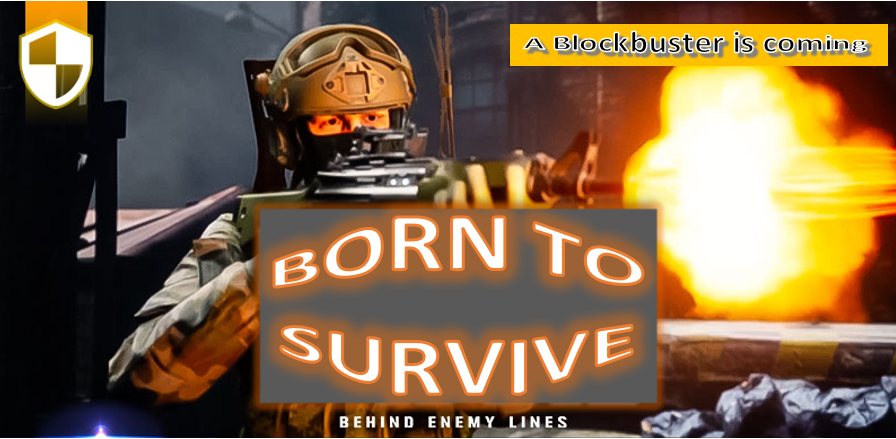 A Blockbuster is coming
BORN TO
SURVIVE
BEHIND ENEMY LINES